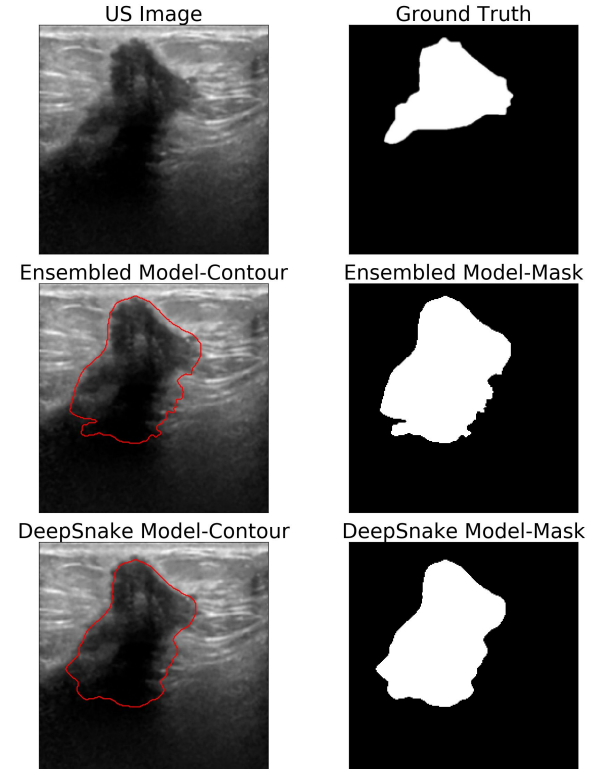 US Image
Ground Truth
Ensembled Model-Contour
Ensembled Model-Mask
DeepSnake Model-Contour
DeepSnake Model-Mask